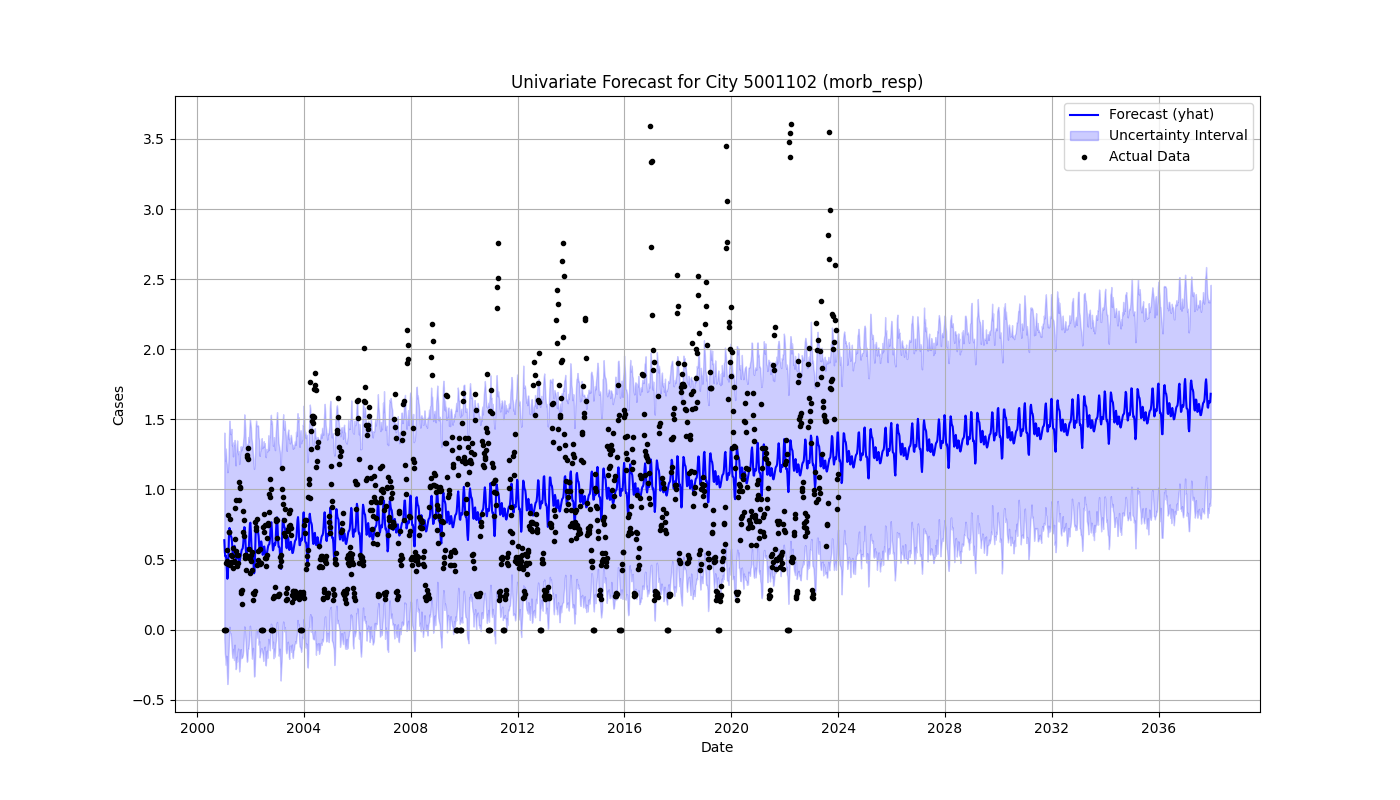 Univariate Forecast for City 5001102 (morb_resp)
Forecast (yhat)
Uncertainty Interval
Actual Data
Cases
3.5
3.0
2.5
2.0
1.5
1.0
0.5
0.0
−0.5
2000 2004 2008 2012 2016 2020 2024 2028 2032 2036
Date